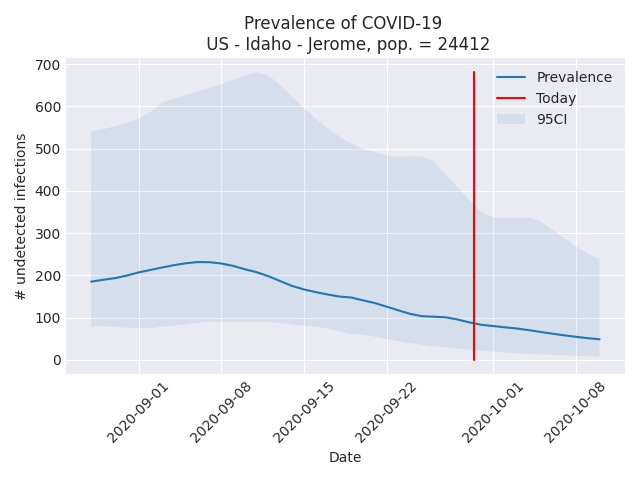 Prevalence of COVID-19
US - Idaho - Jerome, pop. = 24412
700
600
500
400
300
200
100
0
# undetected infections
Prevalence
Today
95CI
2020-09-01
2020-09-08
2020-09-15
2020-09-22
2020-10-01
2020-10-08
Date